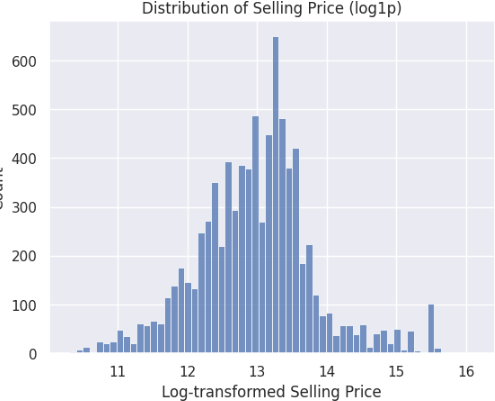 Distribution of Selling Price (log1p)
600
500
400
300
200
100
0
Count
11 12 13 14 15 16
Log-transformed Selling Price